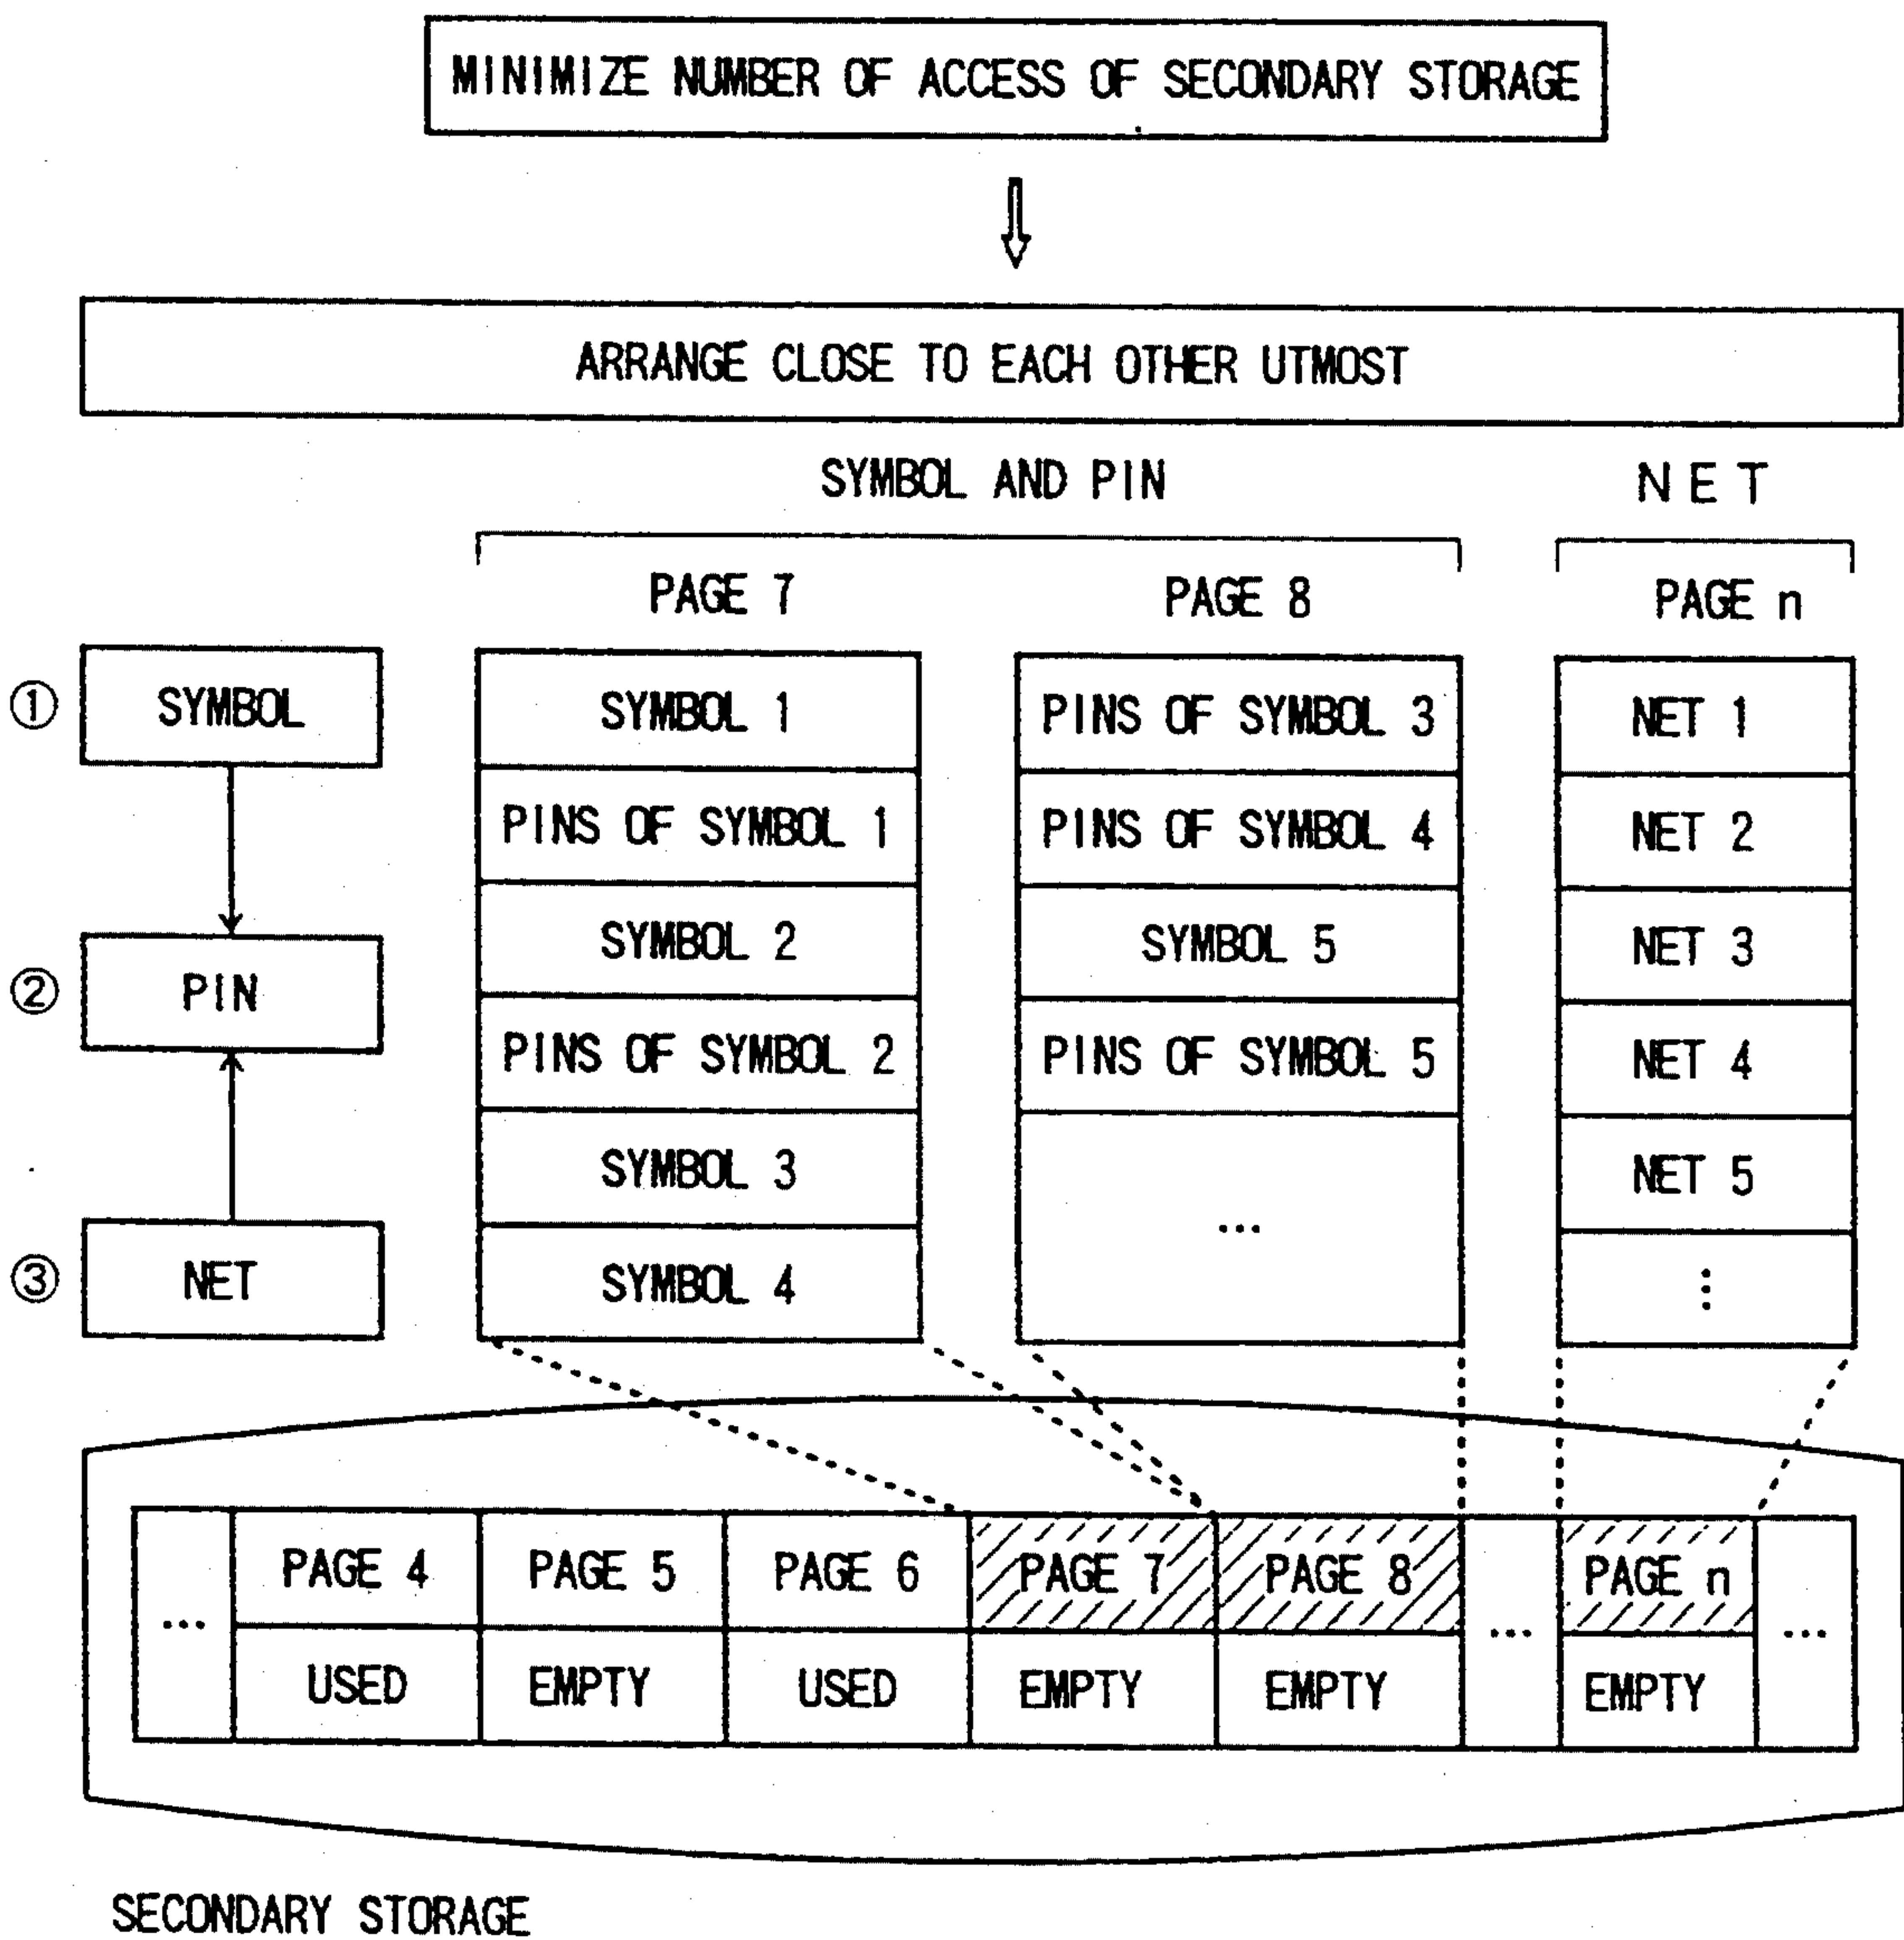 MINIMIZE NUMBER OF ACCESS OF SECONDARY STORAGE
ARRANGE CLOSE TO EACH OTHER UTMOST
SYMBOL AND PIN
NET
PAGE 7
PAGE 8
PAGE n
① SYMBOL
② PIN
③ NET
SYMBOL 1
PINS OF SYMBOL 1
SYMBOL 2
PINS OF SYMBOL 2
SYMBOL 3
SYMBOL 4
PINS OF SYMBOL 3
PINS OF SYMBOL 4
SYMBOL 5
PINS OF SYMBOL 5
...
NET 1
NET 2
NET 3
NET 4
NET 5
⋮
...
PAGE 4
USED
PAGE 5
EMPTY
PAGE 6
USED
PAGE 7
EMPTY
PAGE 8
EMPTY
...
PAGE n
EMPTY
...
SECONDARY STORAGE